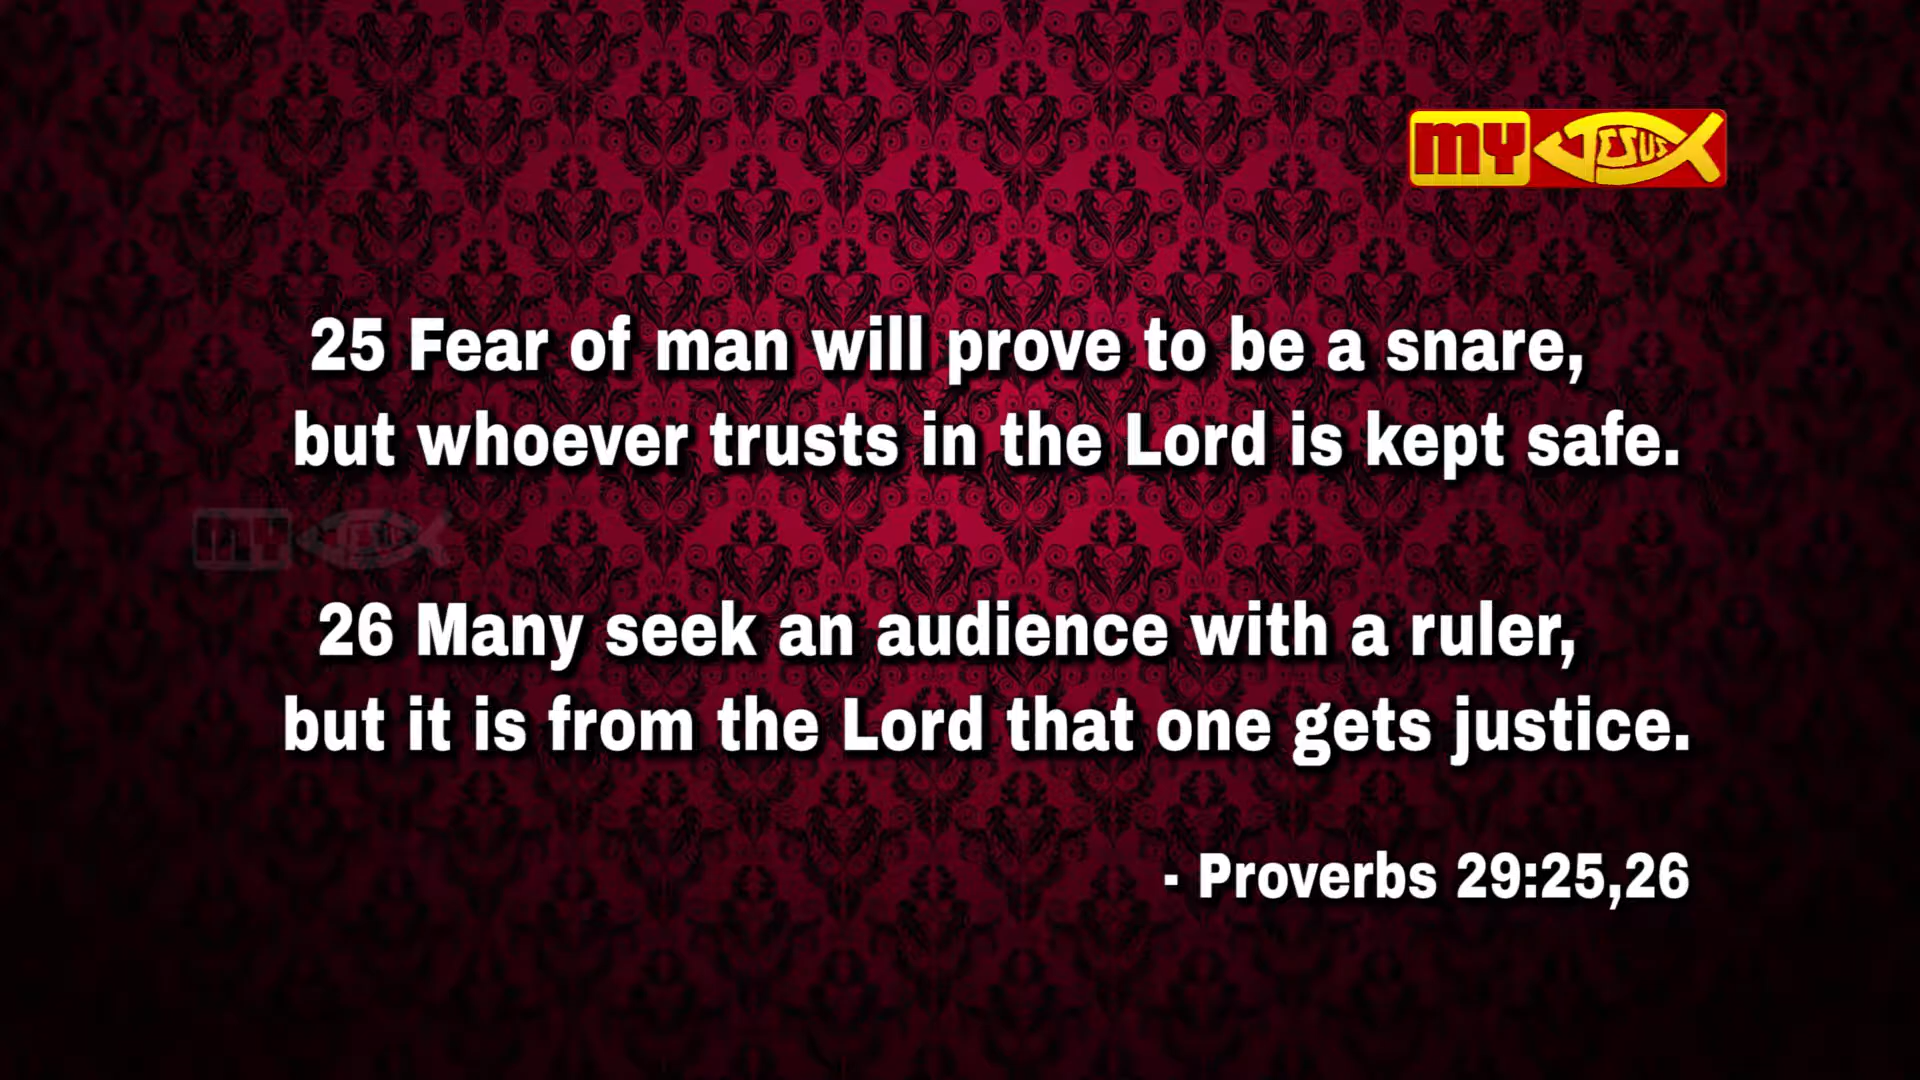 MY JESUS
25 Fear of man will prove to be a snare,
but whoever trusts in the Lord is kept safe.
MY JESUS
26 Many seek an audience with a ruler,
but it is from the Lord that one gets justice.
- Proverbs 29:25,26